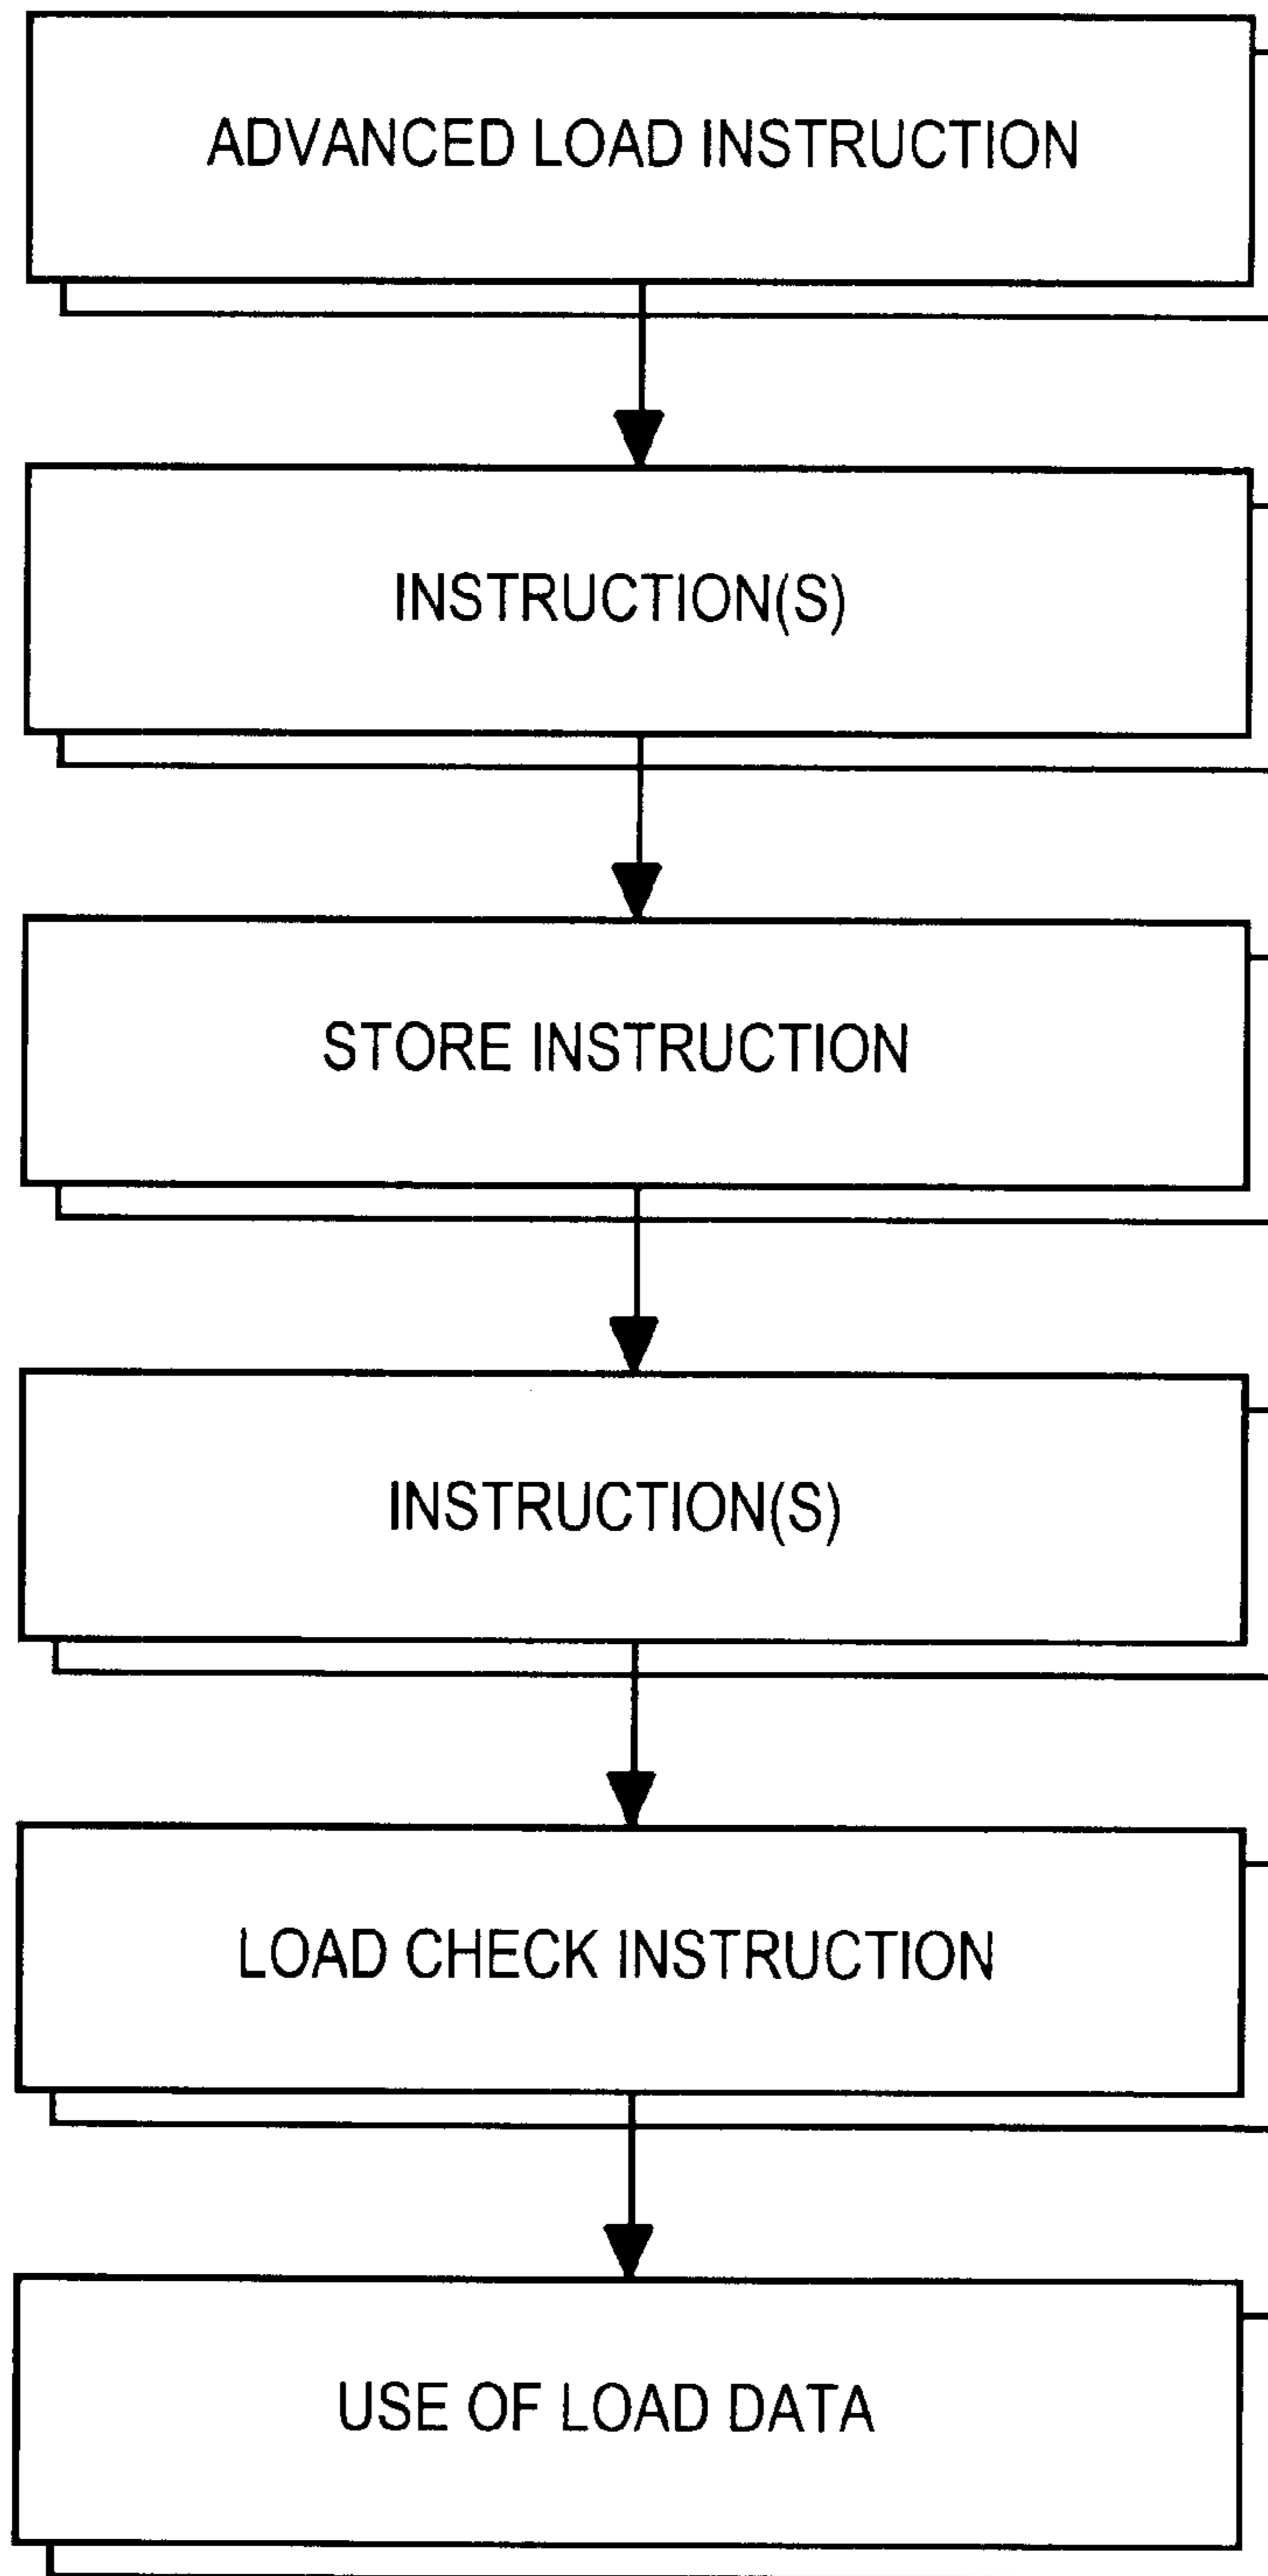 ADVANCED LOAD INSTRUCTION
INSTRUCTION(S)
STORE INSTRUCTION
INSTRUCTION(S)
LOAD CHECK INSTRUCTION
USE OF LOAD DATA